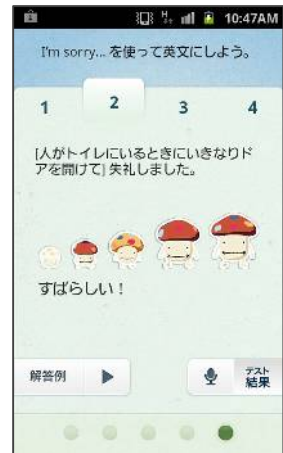 10:47AM
I'm sorry... を使って英文にしよう。
1 2 3 4
[人がトイレにいるときにいきなりド
アを開けて] 失礼しました。
すばらしい！
解答例
テスト
結果